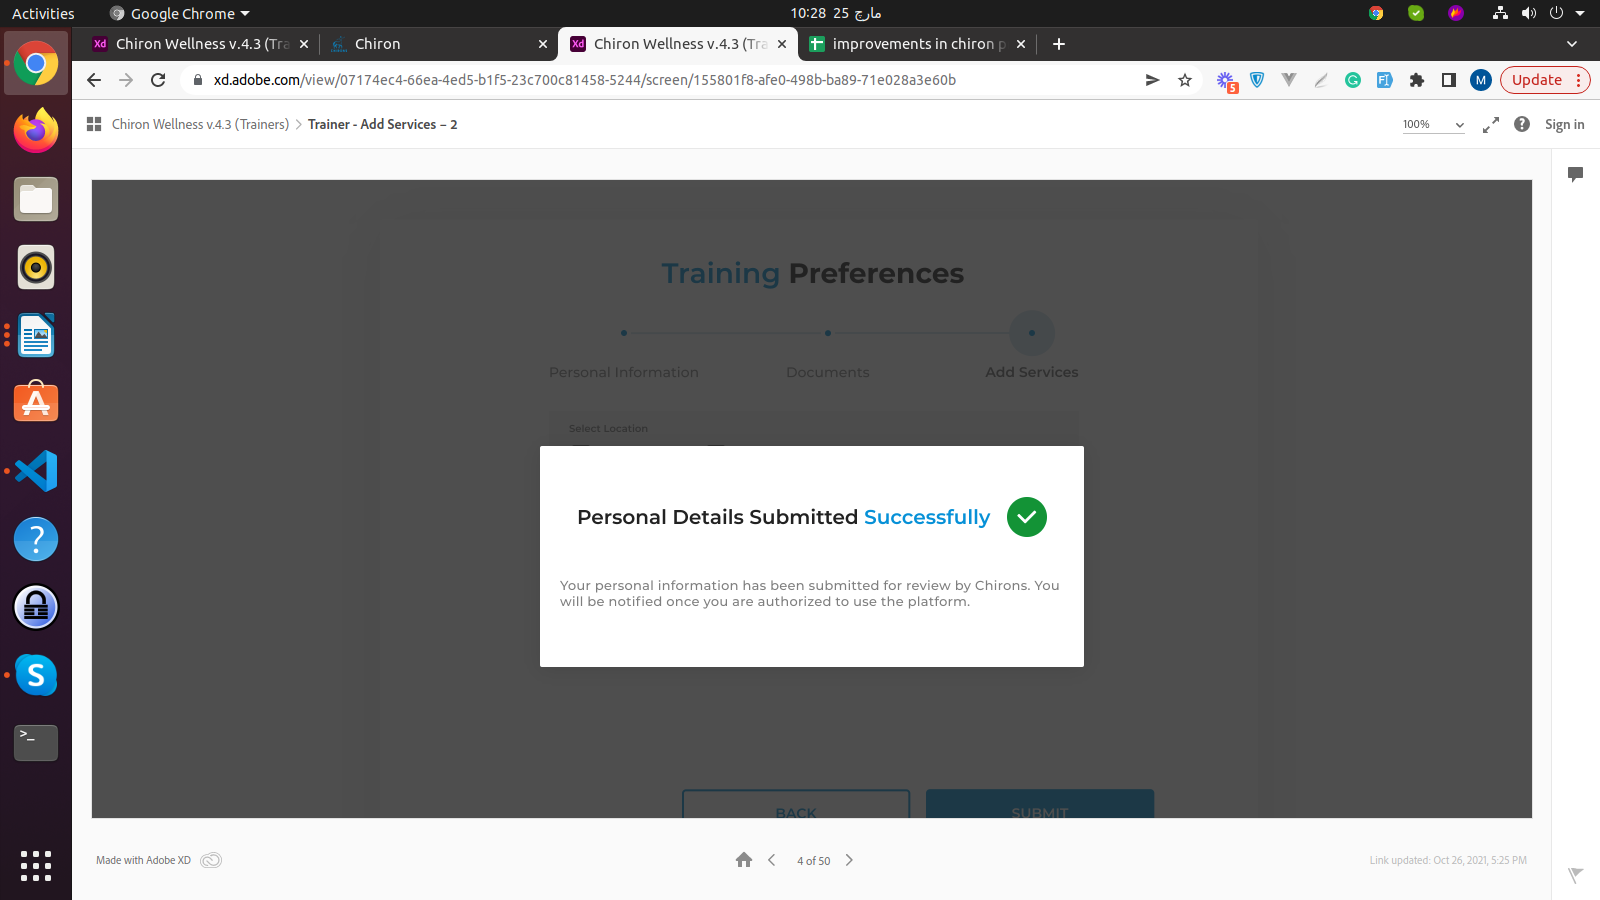 Activities
Google Chrome
10:28 25 مارچ
Chiron Wellness v.4.3 (Tra
Chiron
Chiron Wellness v.4.3 (Tra
improvements in chiron p
xd.adobe.com/view/07174ec4-66ea-4ed5-b1f5-23c700c81458-5244/screen/155801f8-afe0-498b-ba89-71e028a3e60b
5
M
Update
Chiron Wellness v.4.3 (Trainers)
Trainer - Add Services – 2
100%
Sign in
Training Preferences
Personal Information
Documents
Add Services
Select Location
Personal Details Submitted Successfully
Your personal information has been submitted for review by Chirons. You
will be notified once you are authorized to use the platform.
BACK
SUBMIT
Made with Adobe XD
4 of 50
Link updated: Oct 26, 2021, 5:25 PM